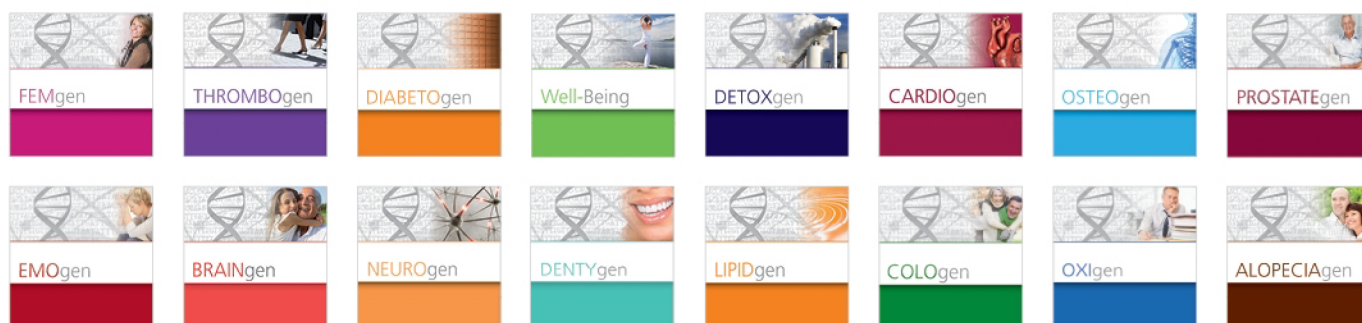 FEMgen
THROMBOgen
DIABETOgen
Well-Being
DETOXgen
CARDIOgen
OSTEOgen
PROSTATEgen
EMOgen
BRAINgen
NEUROgen
DENTYgen
LIPIDgen
COLOgen
OXIgen
ALOPECIAgen